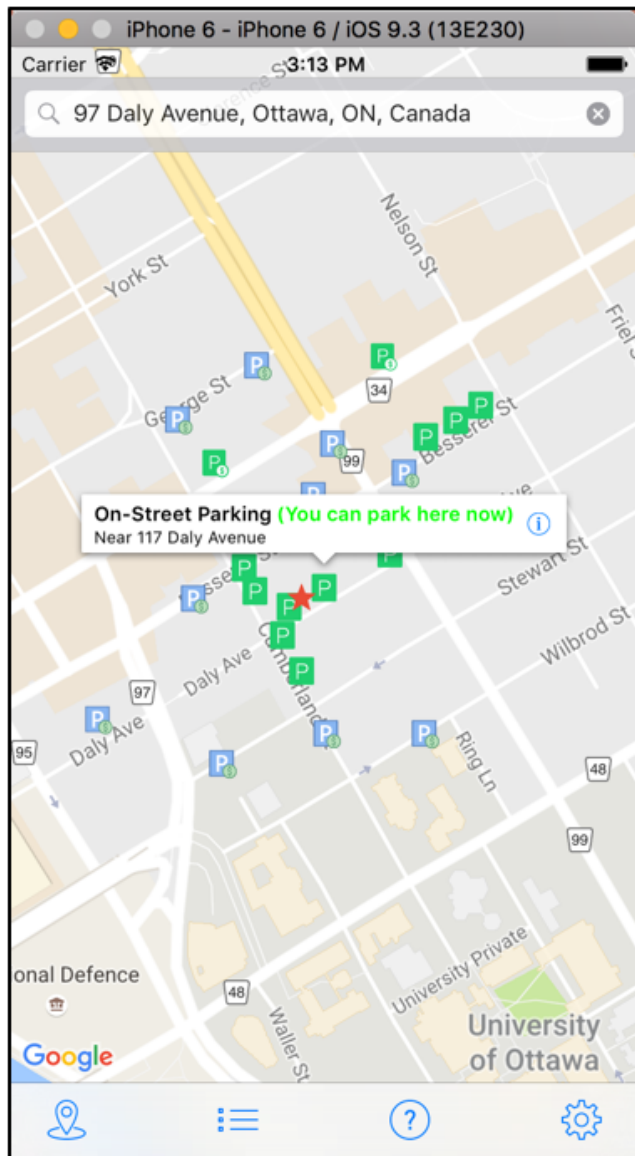 iPhone 6 - iPhone 6 / iOS 9.3 (13E230)
Carrier 3:13 PM
97 Daly Avenue, Ottawa, ON, Canada
Nelson St
York St
Friel St
George St
34
P
P
P
P
P
P
P
Besserer St
P
99
P
P
On-Street Parking (You can park here now)
Near 117 Daly Avenue
P
P
P
P
P
P
P
P
Stewart St
Wilbrod St
Cumberland
Daly Ave
97
P
Daly Ave
P
P
P
Ring Ln
95
48
99
onal Defence
48
University Private
Waller St
University
of Ottawa
Google
?